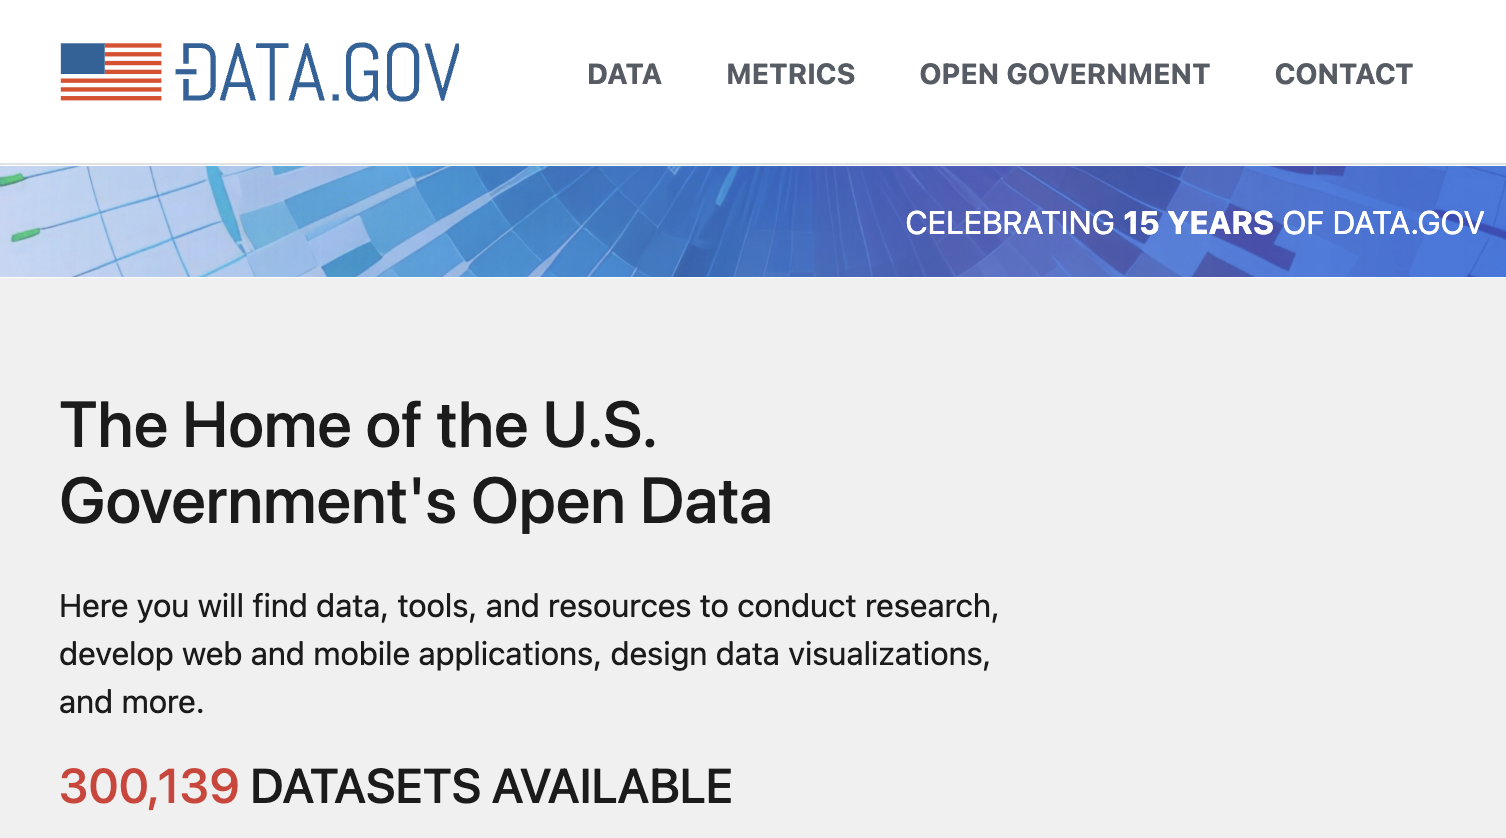 DATA.GOV
DATA METRICS OPEN GOVERNMENT CONTACT
CELEBRATING 15 YEARS OF DATA.GOV
The Home of the U.S.
Government's Open Data
Here you will find data, tools, and resources to conduct research,
develop web and mobile applications, design data visualizations,
and more.
300,139 DATASETS AVAILABLE